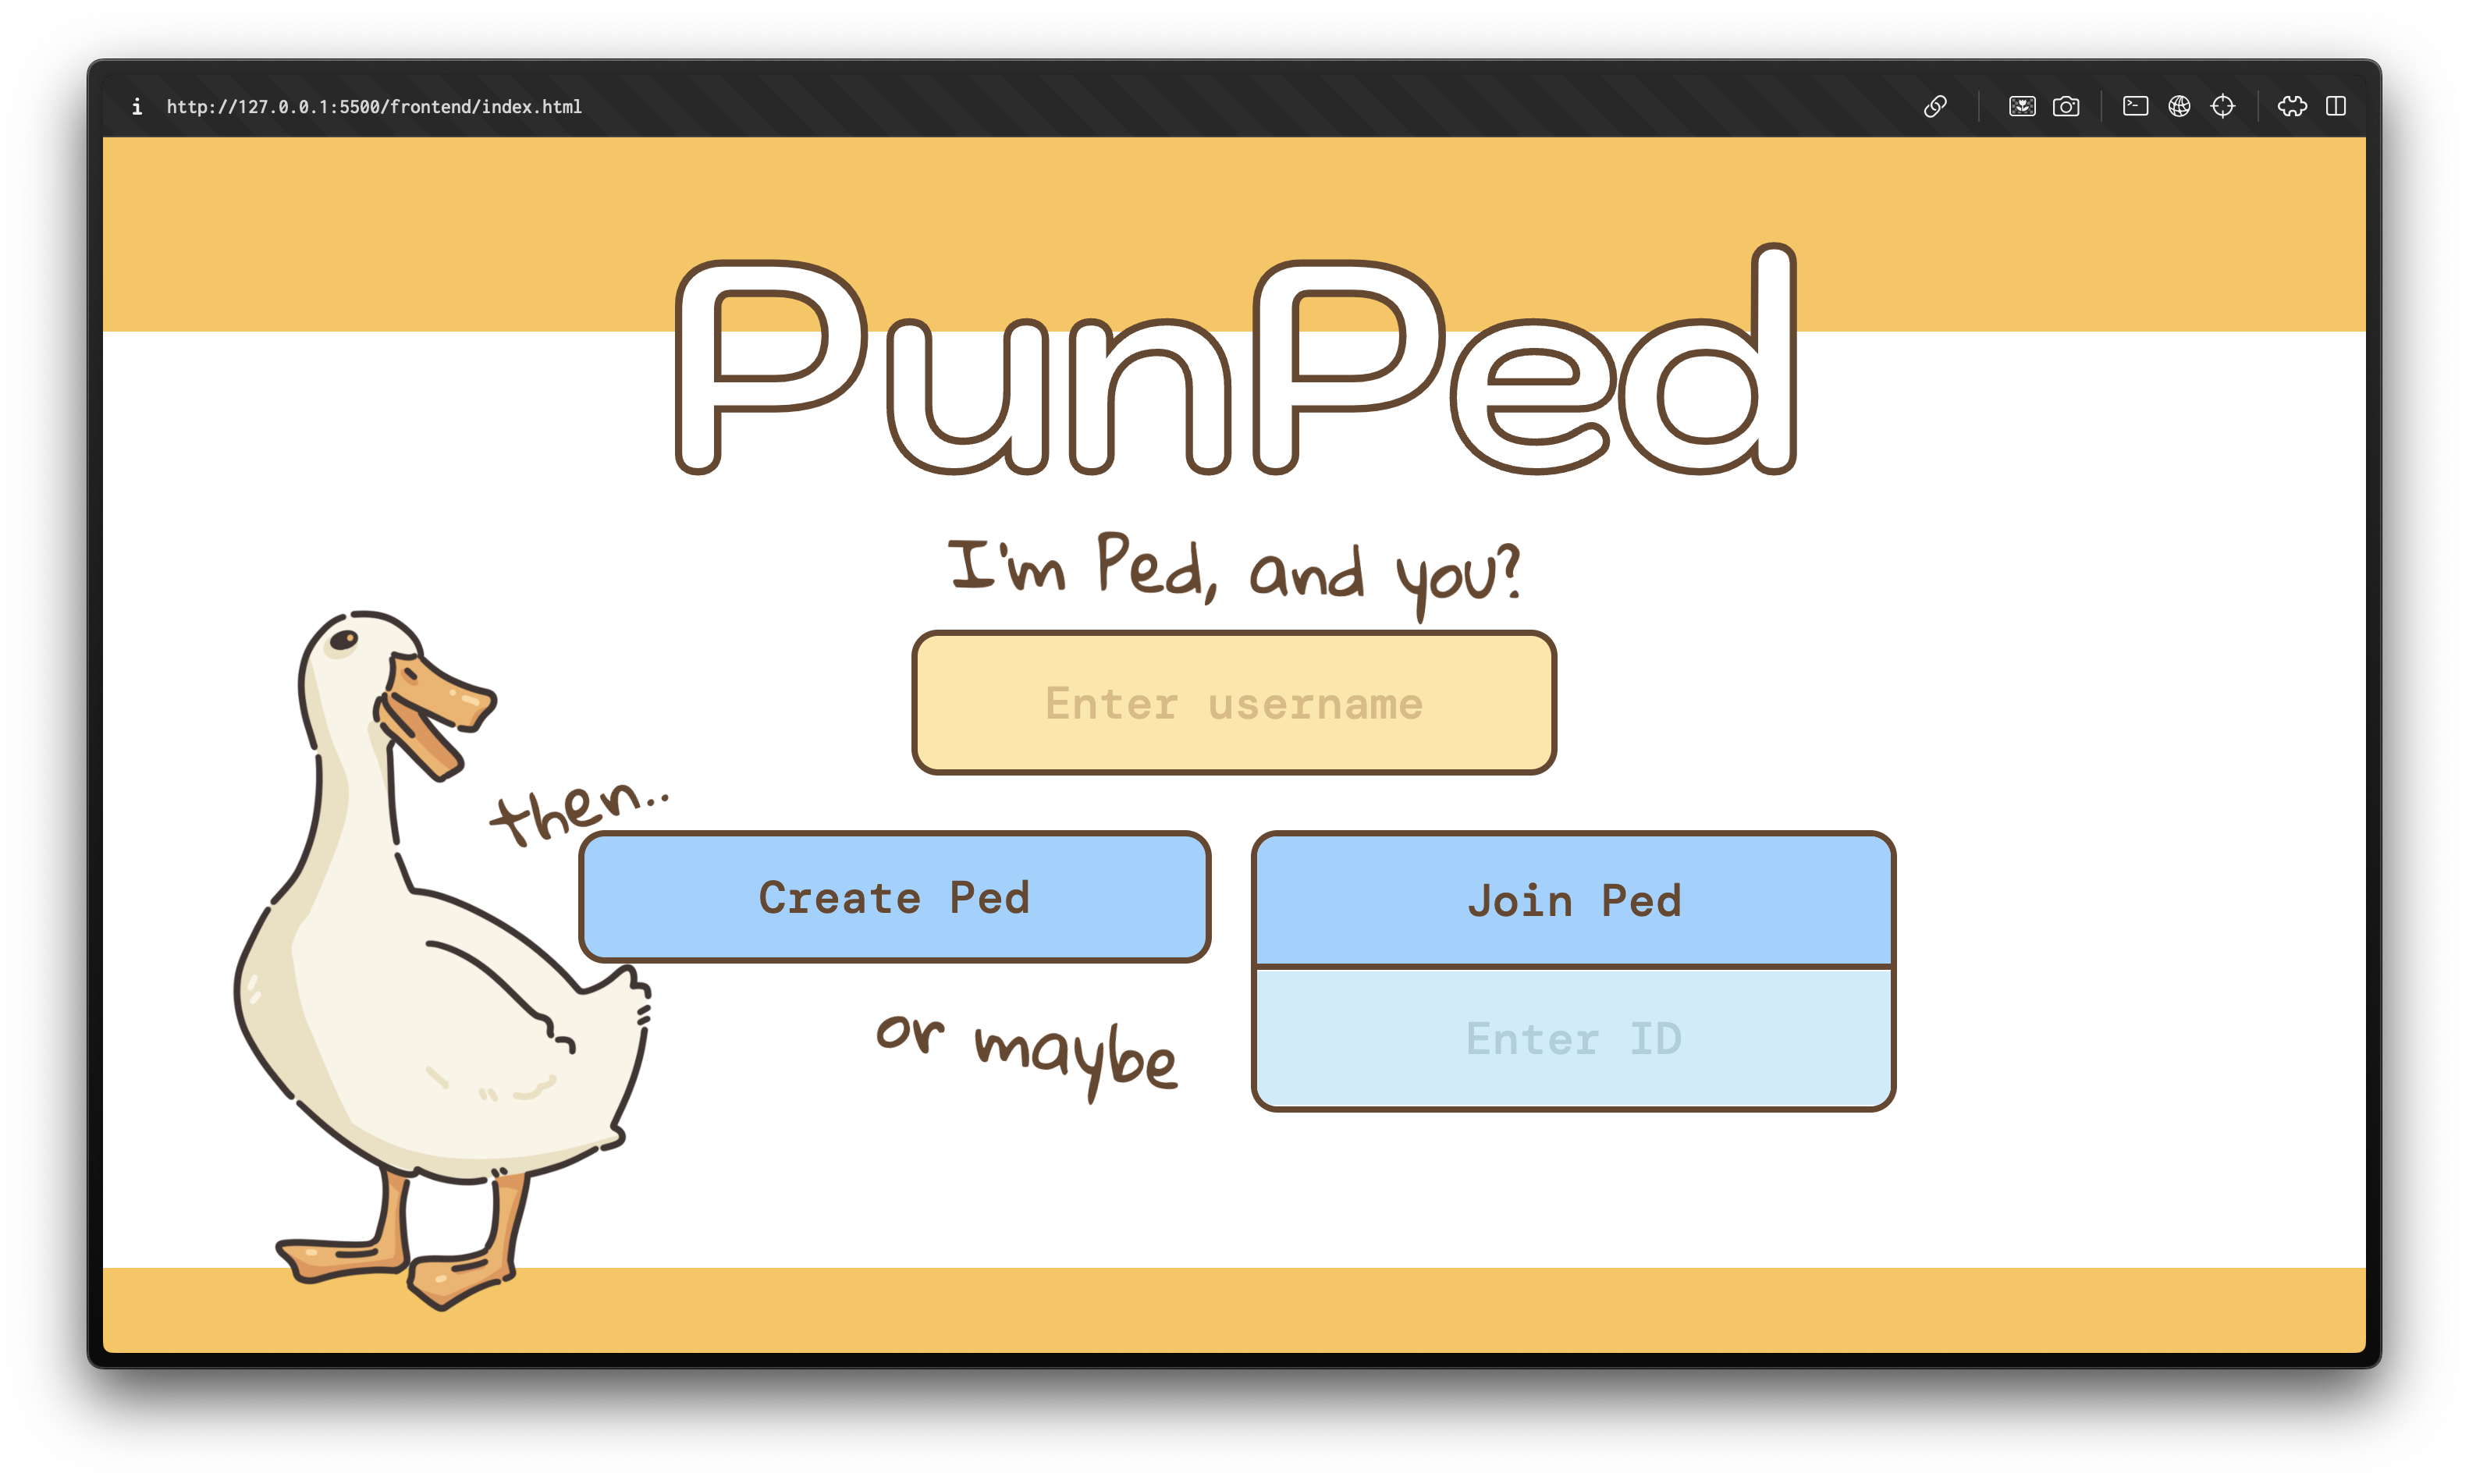 http://127.0.0.1:5500/frontend/index.html
PunPed
I'm Ped, and you?
Enter username
then..
Create Ped
Join Ped
or maybe
Enter ID